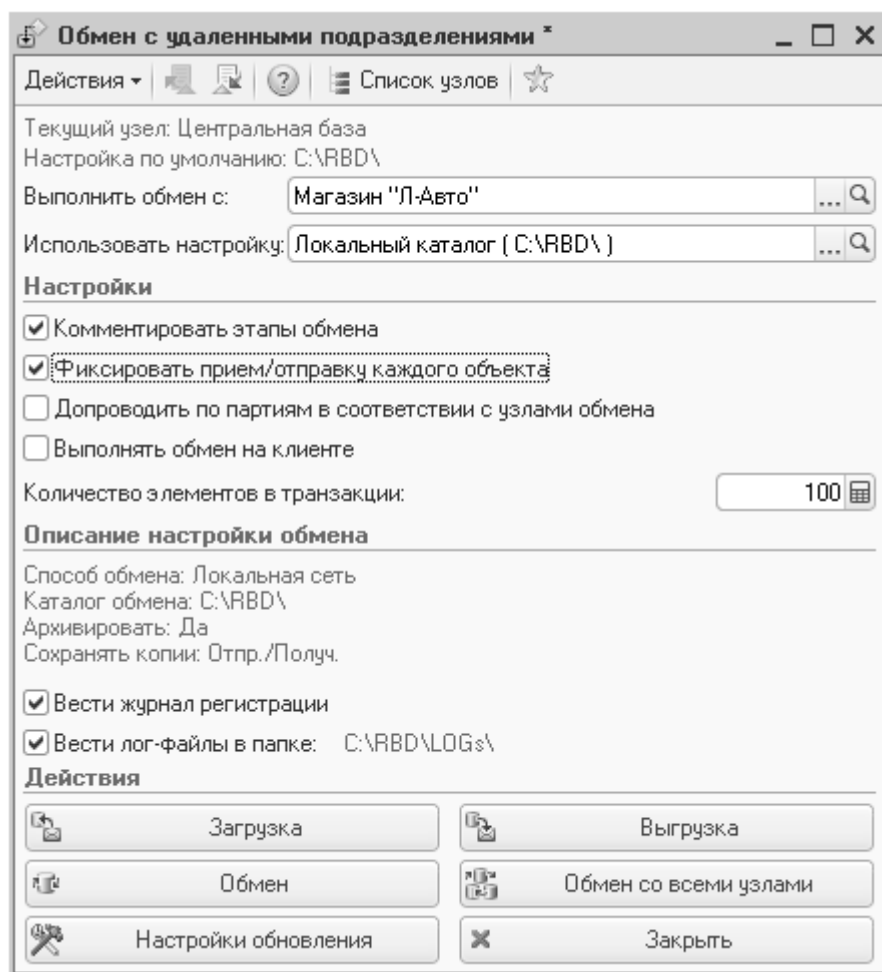 Обмен с удаленными подразделениями *
Действия Список узлов
Текущий узел: Центральная база
Настройка по умолчанию: C:\RBD\
Выполнить обмен с: Магазин "Л-Авто" ...
Использовать настройку: Локальный каталог ( C:\RBD\ ) ...
Настройки
Комментировать этапы обмена
Фиксировать прием/отправку каждого объекта
Допроводить по партиям в соответствии с узлами обмена
Выполнять обмен на клиенте
Количество элементов в транзакции: 100
Описание настройки обмена
Способ обмена: Локальная сеть
Каталог обмена: C:\RBD\
Архивировать: Да
Сохранять копии: Отпр./Получ.
Вести журнал регистрации
Вести лог-файлы в папке: C:\RBD\LOGs\
Действия
Загрузка Выгрузка
Обмен Обмен со всеми узлами
Настройки обновления Закрыть